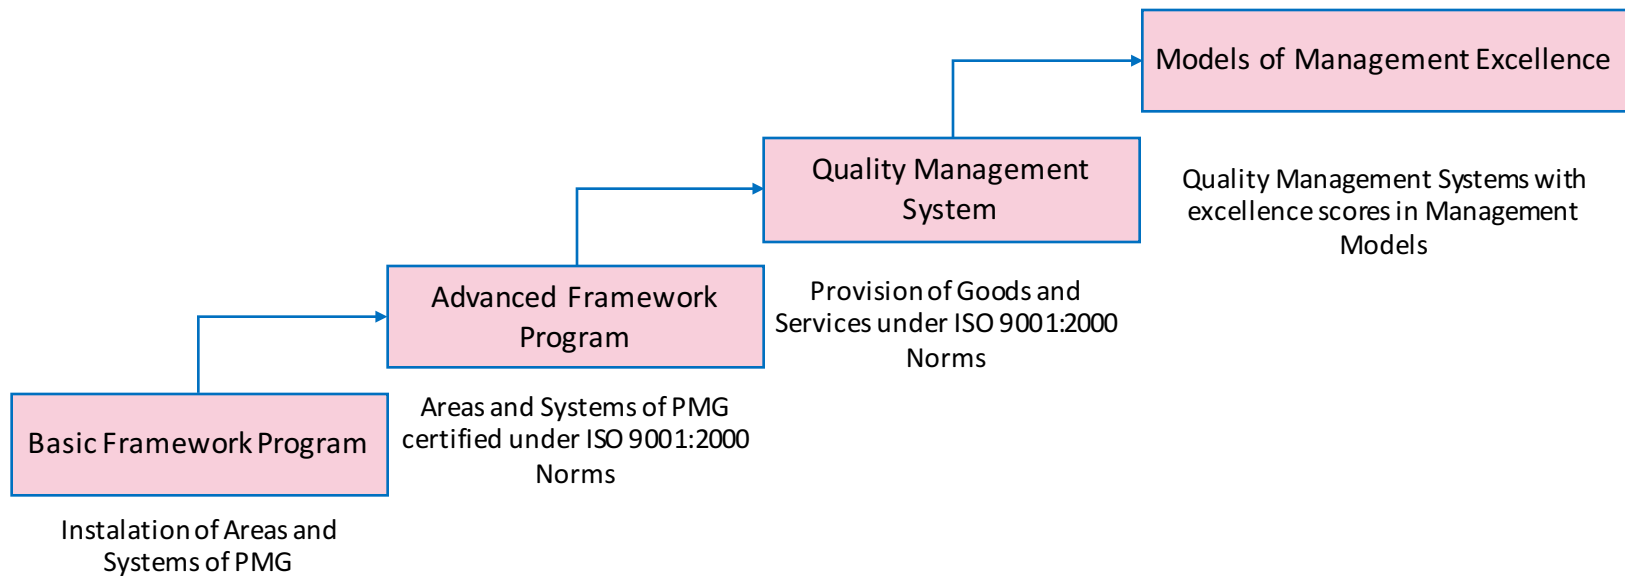 Models of Management Excellence
Quality Management
System
Quality Management Systems with
excellence scores in Management
Models
Advanced Framework
Program
Provision of Goods and
Services under ISO 9001:2000
Norms
Basic Framework Program
Areas and Systems of PMG
certified under ISO 9001:2000
Norms
Instalation of Areas and
Systems of PMG